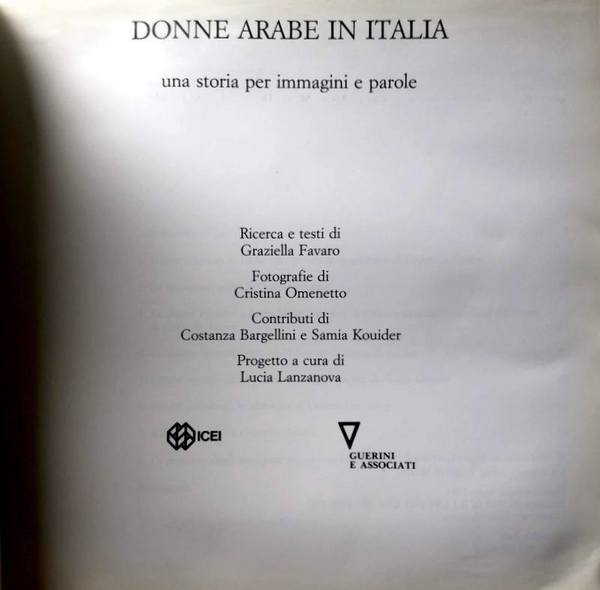 DONNE ARABE IN ITALIA
una storia per immagini e parole
Ricerca e testi di
Graziella Favaro
Fotografie di
Cristina Omenetto
Contributi di
Costanza Bargellini e Samia Kouider
Progetto a cura di
Lucia Lanzanova
ICEI
GUERINI
E ASSOCIATI